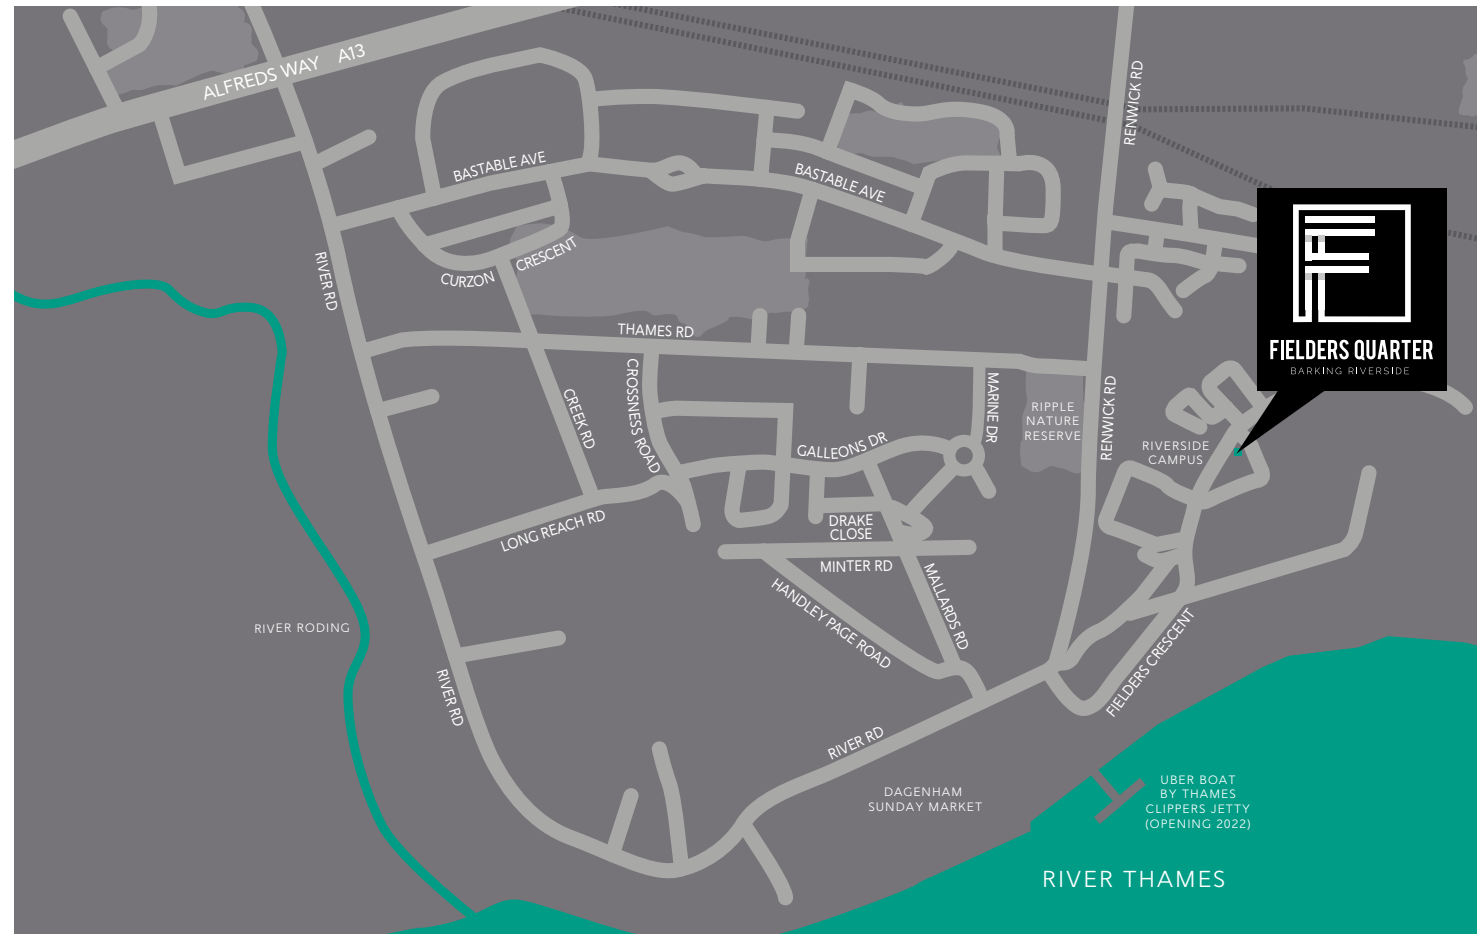 ALFREDS WAY A13
RENWICK RD
BASTABLE AVE
BASTABLE AVE
RIVER RD
CURZON
CRESCENT
THAMES RD
FIELDERS QUARTER
BARKING RIVERSIDE
CROSSNESS ROAD
CREEK RD
MARINE DR
RIPPLE
NATURE
RESERVE
RENWICK RD
RIVERSIDE
CAMPUS
GALLEONS DR
LONG REACH RD
DRAKE
CLOSE
MINTER RD
HANDLEY PAGE ROAD
MALLARDS RD
RIVER RODING
FIELDERS CRESCENT
RIVER RD
RIVER RD
DAGENHAM
SUNDAY MARKET
UBER BOAT
BY THAMES
CLIPPERS JETTY
(OPENING 2022)
RIVER THAMES